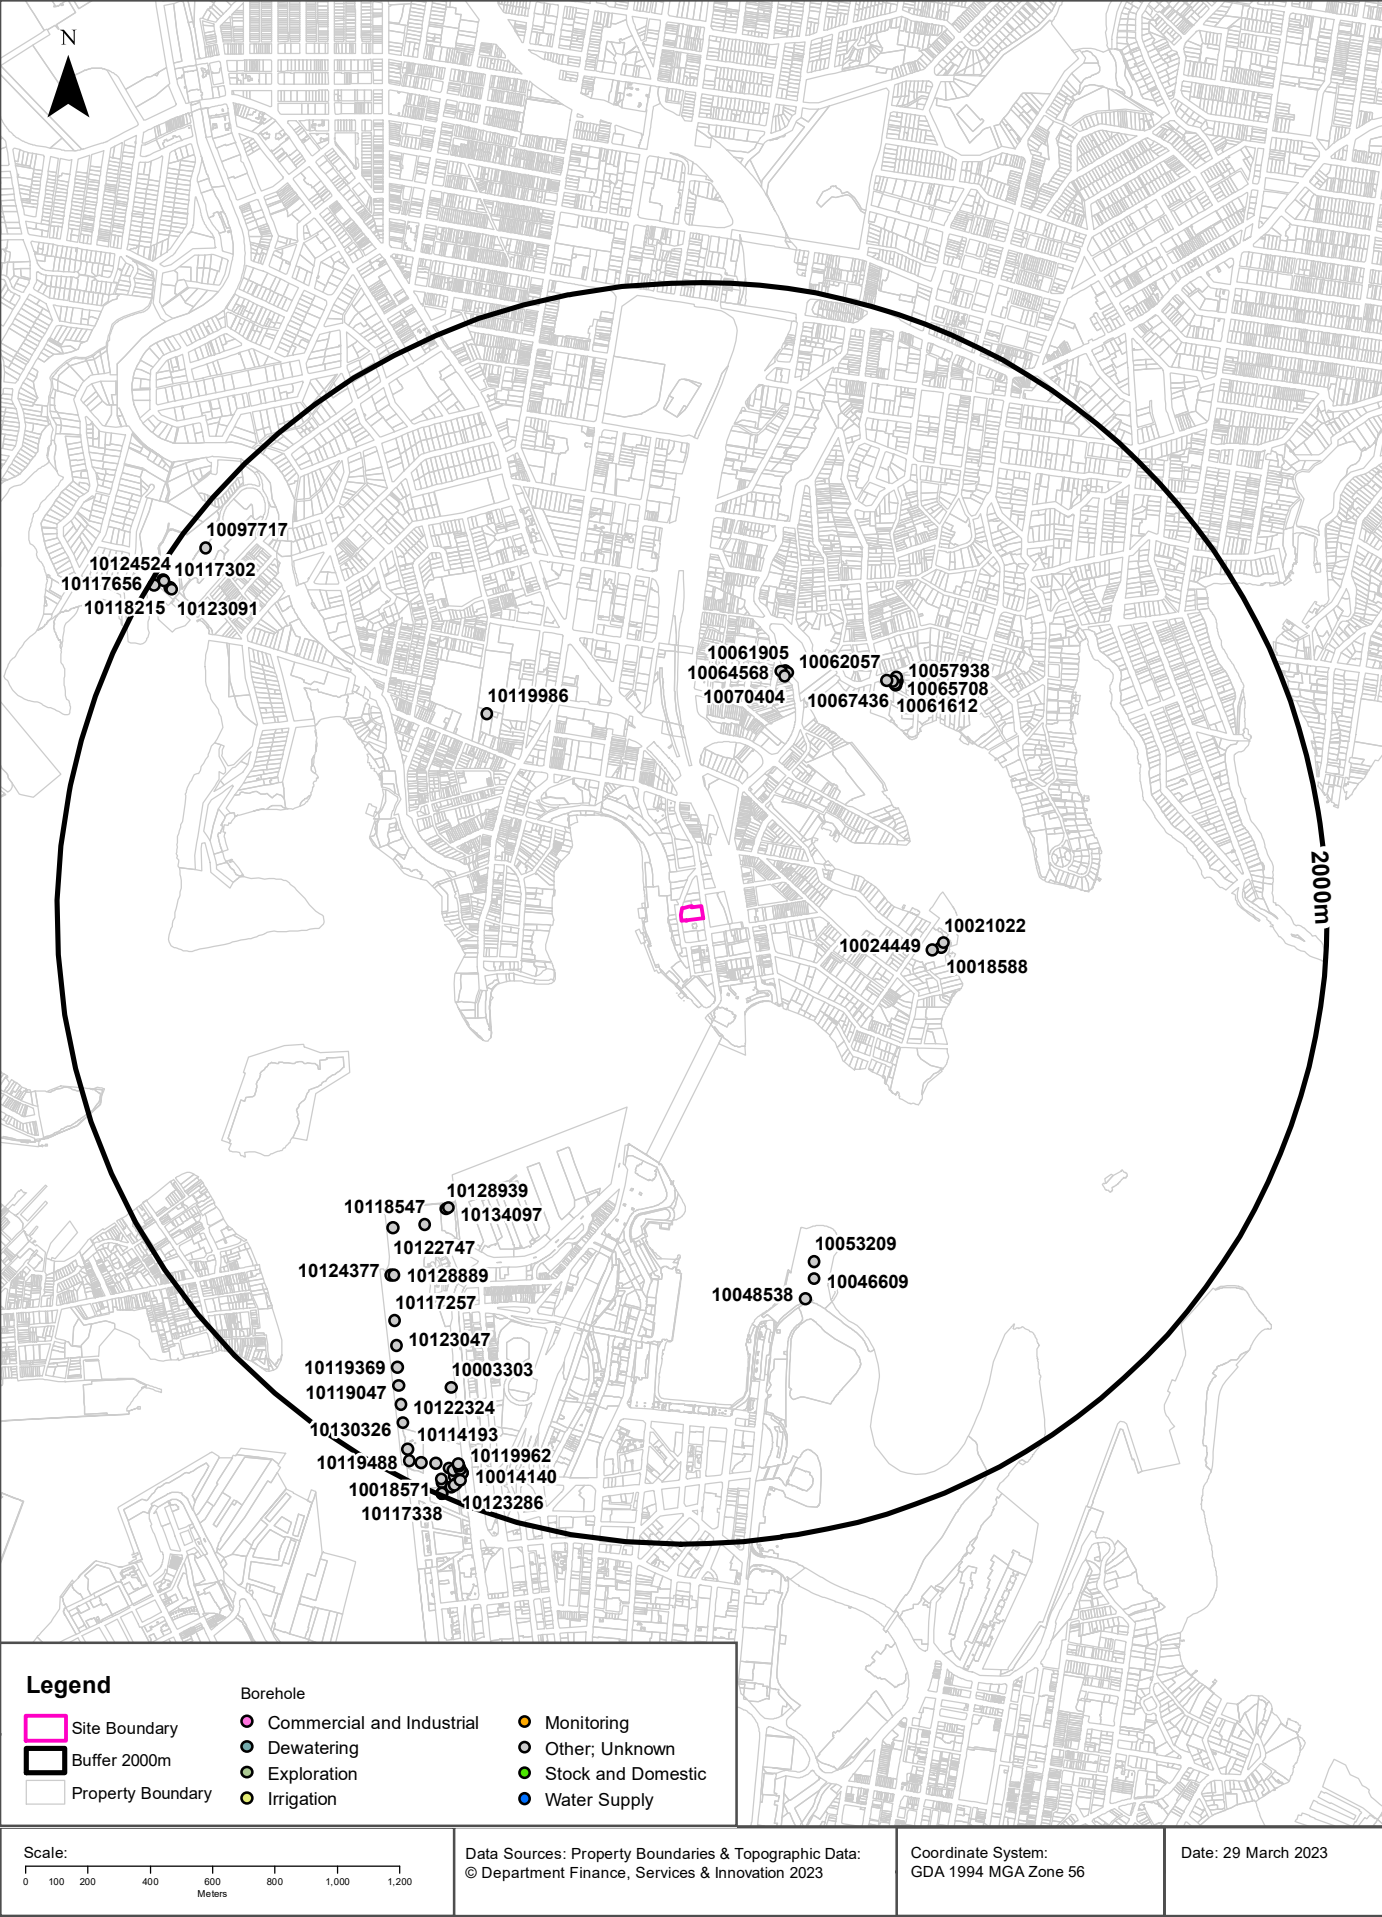 N
10097717
10124524
10117302
10117656
10118215
10123091
10061905
10062057
10057938
10064568
10065708
10070404
10067436
10061612
10119986
2000m
10021022
10024449
10018588
10128939
10118547
10134097
10122747
10053209
10124377
10128889
10046609
10048538
10117257
10123047
10119369
10003303
10119047
10122324
10130326
10114193
10119962
10119488
10014140
10018571
10123286
10117338
Legend
Site Boundary
Buffer 2000m
Property Boundary
Borehole
Commercial and Industrial
Dewatering
Exploration
Irrigation
Monitoring
Other; Unknown
Stock and Domestic
Water Supply
Scale:
0 100 200 400 600 800 1,000 1,200
Meters
Data Sources: Property Boundaries & Topographic Data:
© Department Finance, Services & Innovation 2023
Coordinate System:
GDA 1994 MGA Zone 56
Date: 29 March 2023